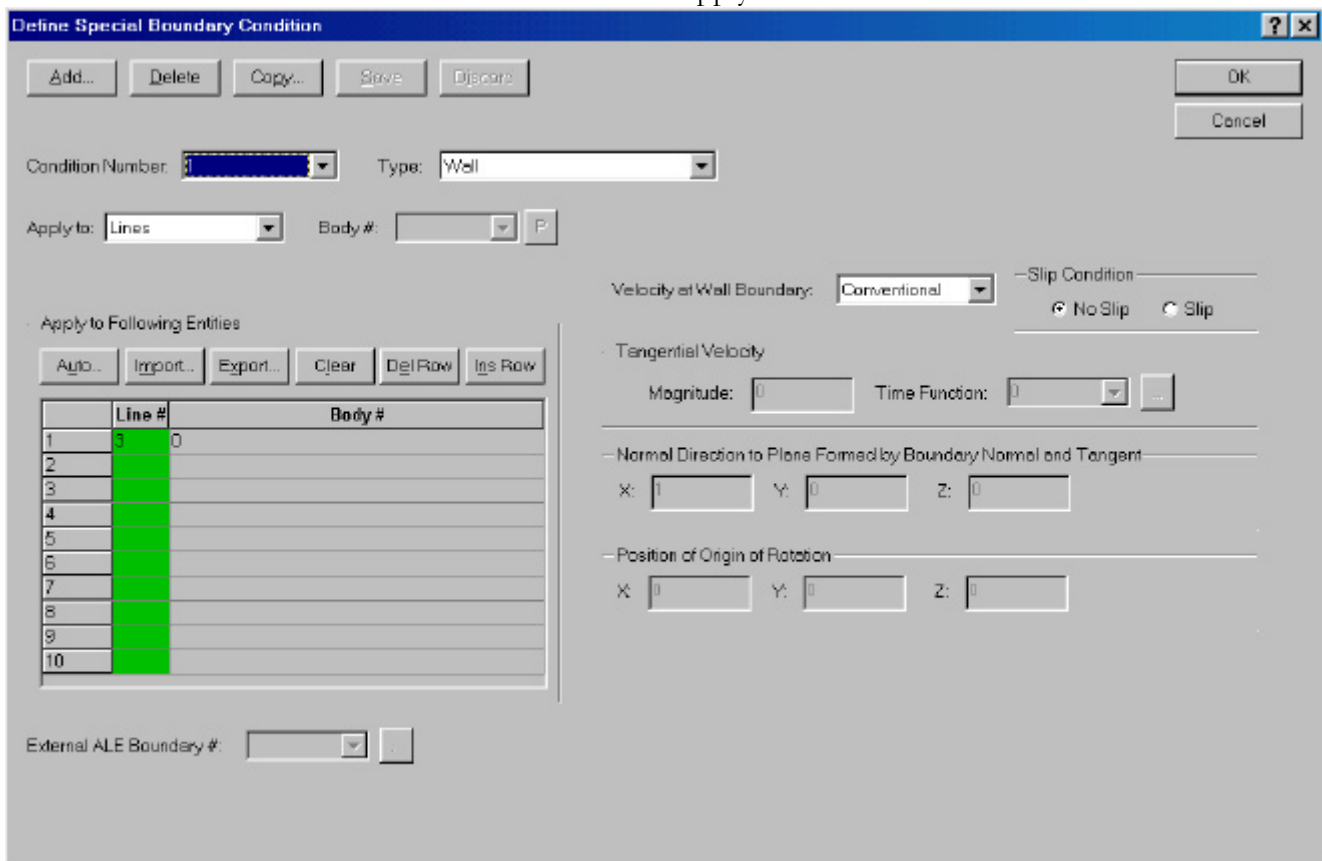 apply
Define Special Boundary Condition
Add... Delete Copy... Save Discard OK
Cancel
Condition Number: 1 Type: Wall
Apply to: Lines Body #: P
Velocity at Wall Boundary: Conventional Slip Condition
No Slip Slip
Apply to Following Entities
Auto... Import... Export... Clear Del Row Ins Row
Tangential Velocity
Magnitude: 0 Time Function: 0 ...
Line # Body #
1 3 0
2
3
4
5
6
7
8
9
10
Normal Direction to Plane Formed by Boundary Normal and Tangent
X: 1 Y: 0 Z: 0
Position of Origin of Rotation
X: 0 Y: 0 Z: 0
External ALE Boundary #: